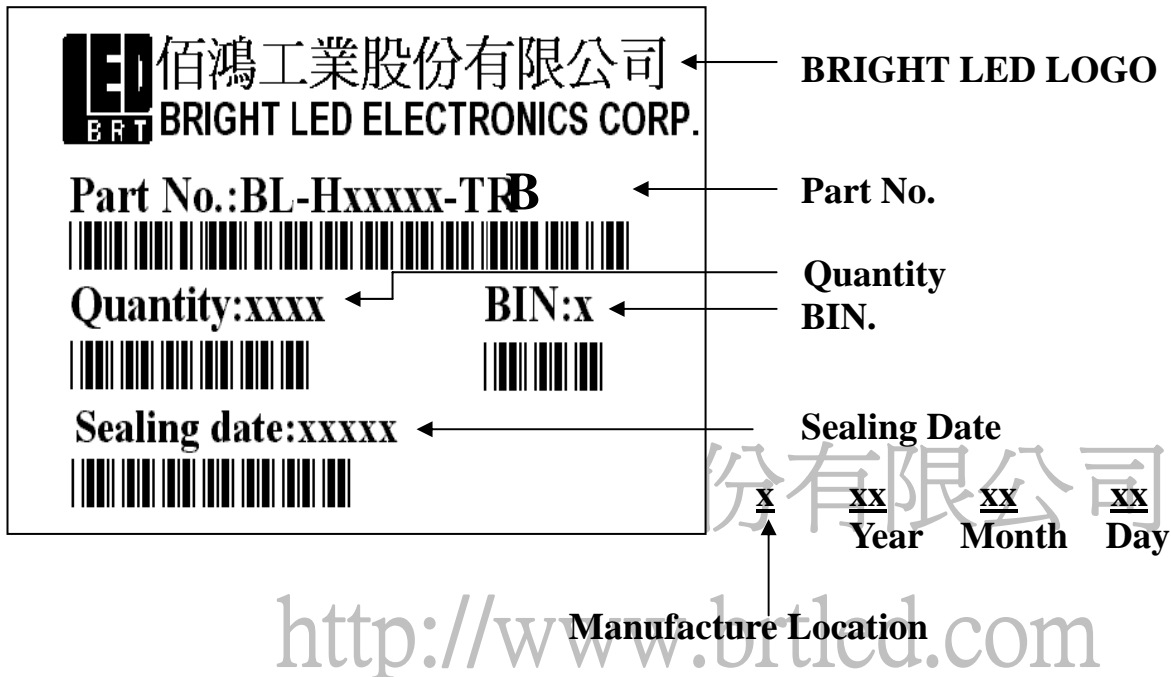 LED
BRT
佰鴻工業股份有限公司
BRIGHT LED ELECTRONICS CORP.
BRIGHT LED LOGO
Part No.:BL-Hxxxxx-TRB
Part No.
Quantity:xxxx
BIN:x
Quantity
BIN.
Sealing date:xxxxx
Sealing Date
份有限公司
x xx xx xx
Year Month Day
Manufacture Location
http://www.brtled.com